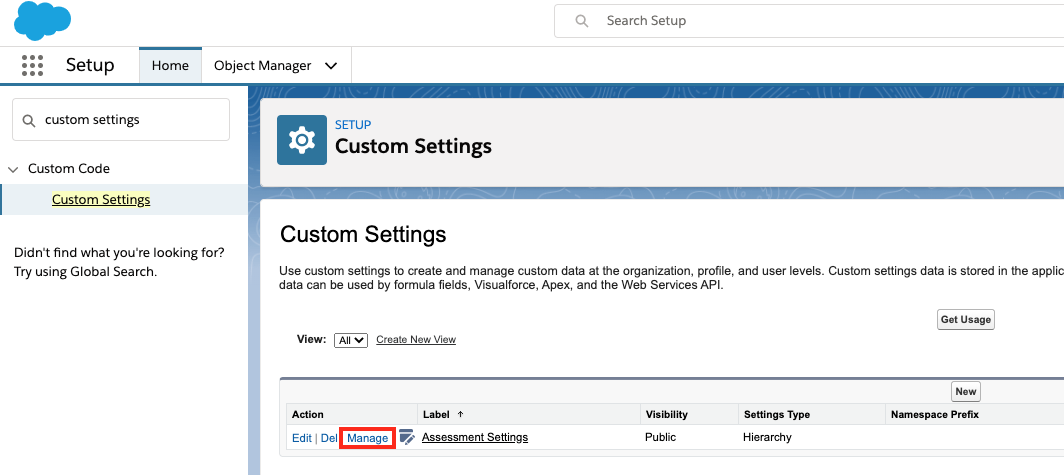 Search Setup
Setup Home Object Manager
custom settings
Custom Code
Custom Settings
Didn't find what you're looking for?
Try using Global Search.
SETUP
Custom Settings
Custom Settings
Use custom settings to create and manage custom data at the organization, profile, and user levels. Custom settings data is stored in the
data can be used by formula fields, Visualforce, Apex, and the Web Services API.
Get Usage
View: All Create New View
New
Action Label Visibility Settings Type Namespace Prefix
Edit | Del Manage Assessment Settings Public Hierarchy